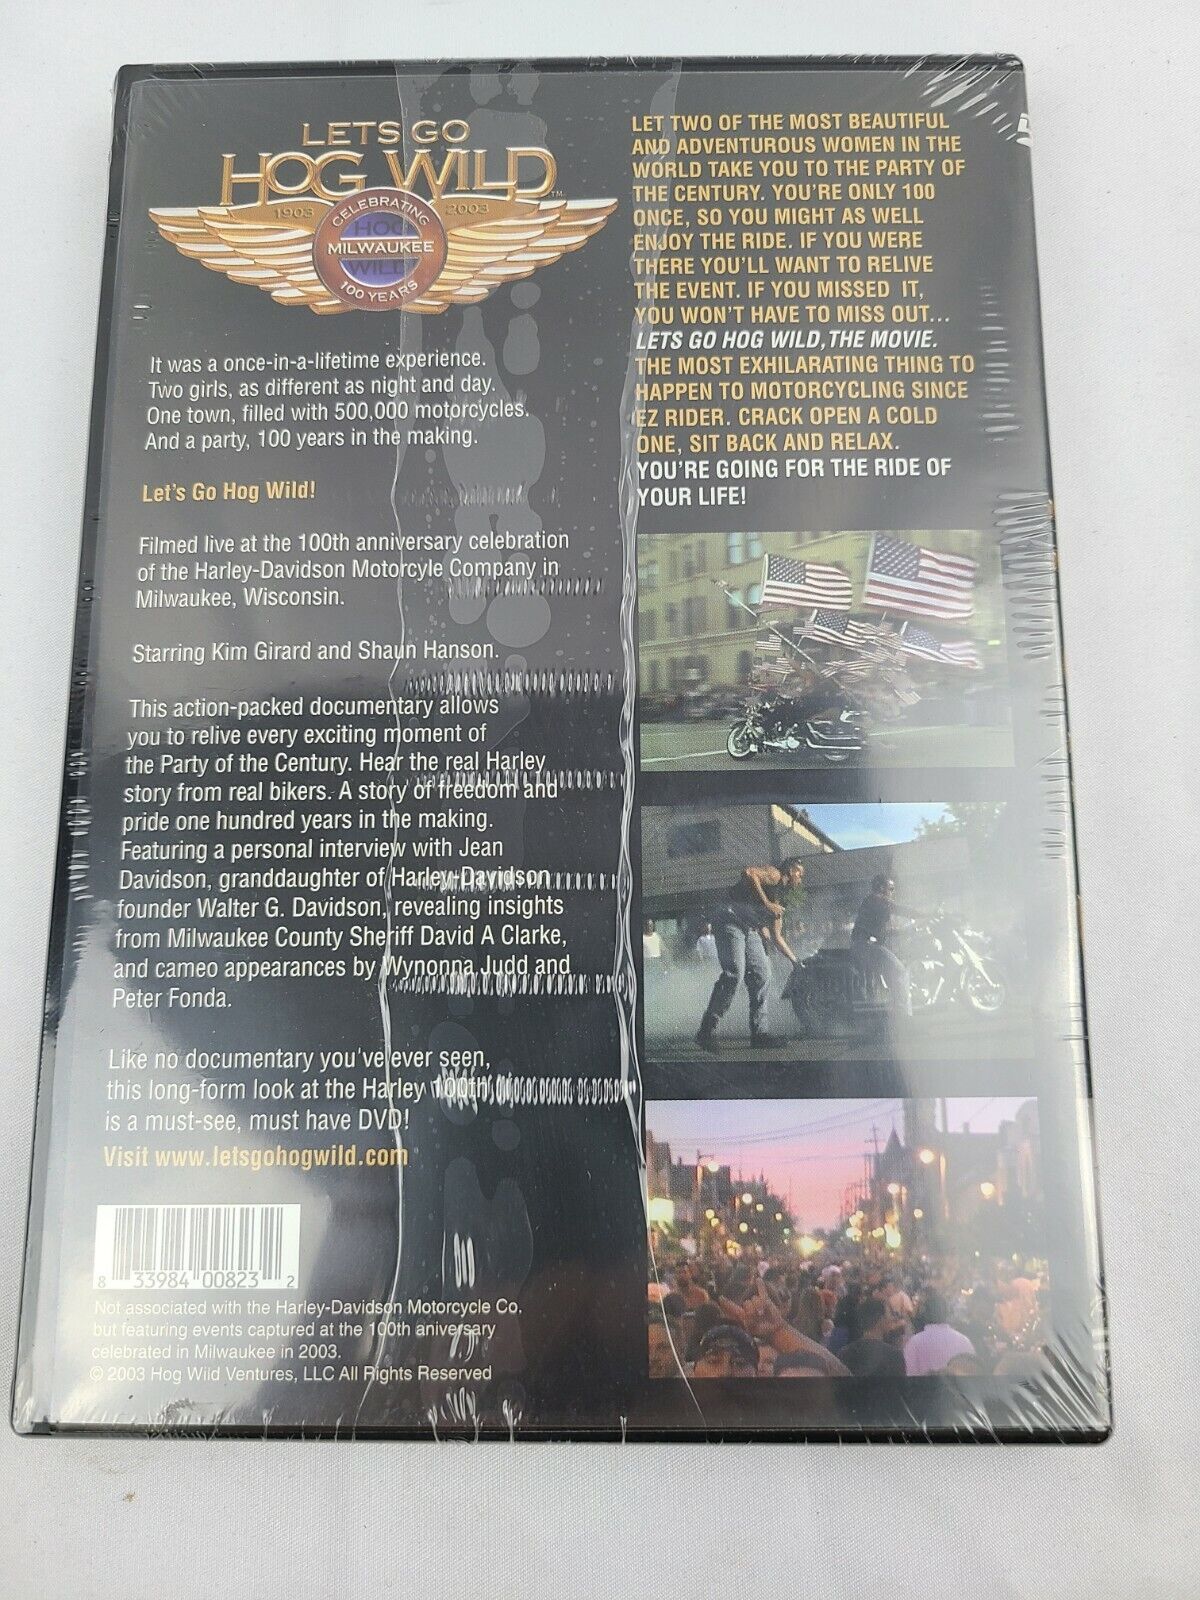 LETS GO
HOG WILD™
1903 CELEBRATING 2003
HOG
MILWAUKEE
WILD
100 YEARS
It was a once-in-a-lifetime experience.
Two girls, as different as night and day.
One town, filled with 500,000 motorcycles.
And a party, 100 years in the making.
Let's Go Hog Wild!
Filmed live at the 100th anniversary celebration
of the Harley-Davidson Motorcyle Company in
Milwaukee, Wisconsin.
Starring Kim Girard and Shaun Hanson.
This action-packed documentary allows
you to relive every exciting moment of
the Party of the Century. Hear the real Harley
story from real bikers. A story of freedom and
pride one hundred years in the making.
Featuring a personal interview with Jean
Davidson, granddaughter of Harley-Davidson
founder Walter G. Davidson, revealing insights
from Milwaukee County Sheriff David A Clarke,
and cameo appearances by Wynonna Judd and
Peter Fonda.
Like no documentary you've ever seen,
this long-form look at the Harley 100th
is a must-see, must have DVD!
Visit www.letsgohogwild.com
8 33984 00823 2
Not associated with the Harley-Davidson Motorcycle Co.
but featuring events captured at the 100th aniversary
celebrated in Milwaukee in 2003.
© 2003 Hog Wild Ventures, LLC All Rights Reserved
LET TWO OF THE MOST BEAUTIFUL
AND ADVENTUROUS WOMEN IN THE
WORLD TAKE YOU TO THE PARTY OF
THE CENTURY. YOU'RE ONLY 100
ONCE, SO YOU MIGHT AS WELL
ENJOY THE RIDE. IF YOU WERE
THERE YOU'LL WANT TO RELIVE
THE EVENT. IF YOU MISSED IT,
YOU WON'T HAVE TO MISS OUT...
LETS GO HOG WILD, THE MOVIE.
THE MOST EXHILARATING THING TO
HAPPEN TO MOTORCYCLING SINCE
EZ RIDER. CRACK OPEN A COLD
ONE, SIT BACK AND RELAX.
YOU'RE GOING FOR THE RIDE OF
YOUR LIFE!